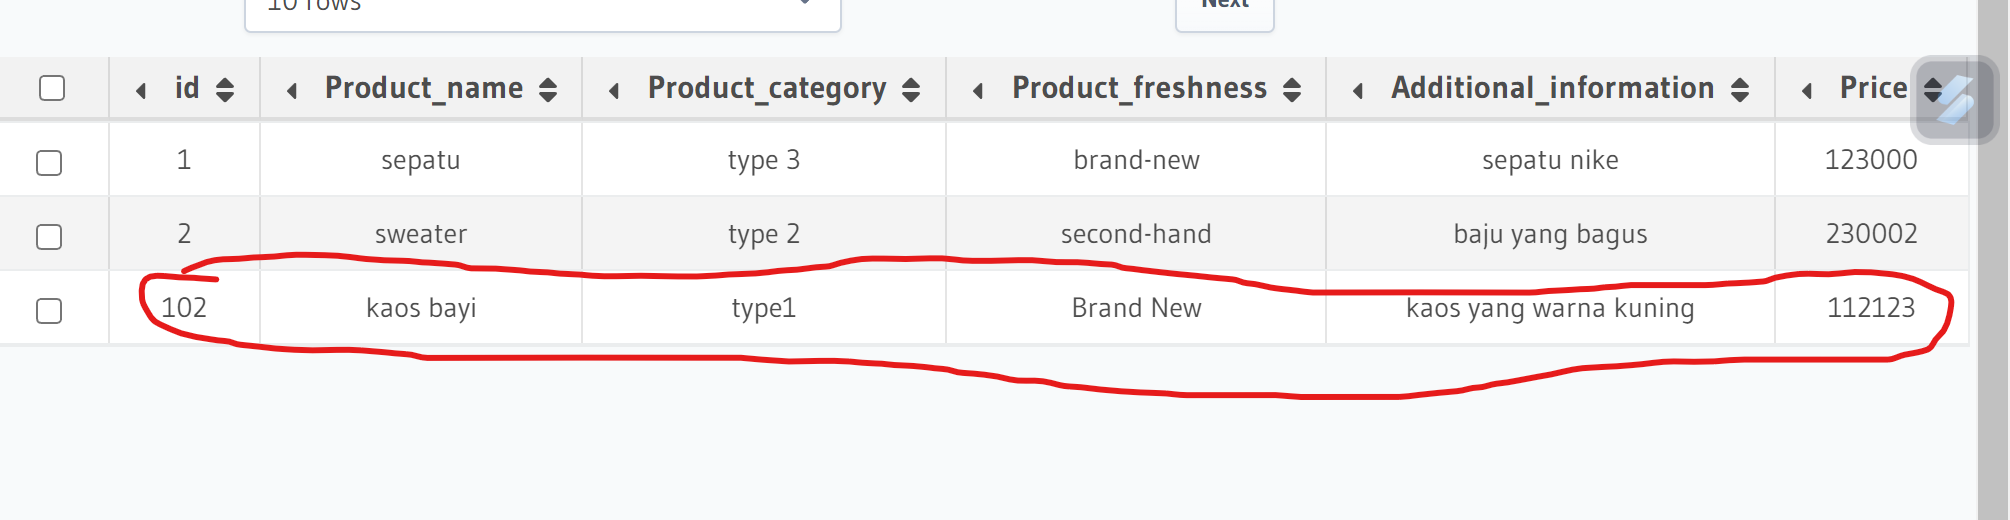 10 rows Next
id Product_name Product_category Product_freshness Additional_information Price
1 sepatu type 3 brand-new sepatu nike 123000
2 sweater type 2 second-hand baju yang bagus 230002
102 kaos bayi type1 Brand New kaos yang warna kuning 112123